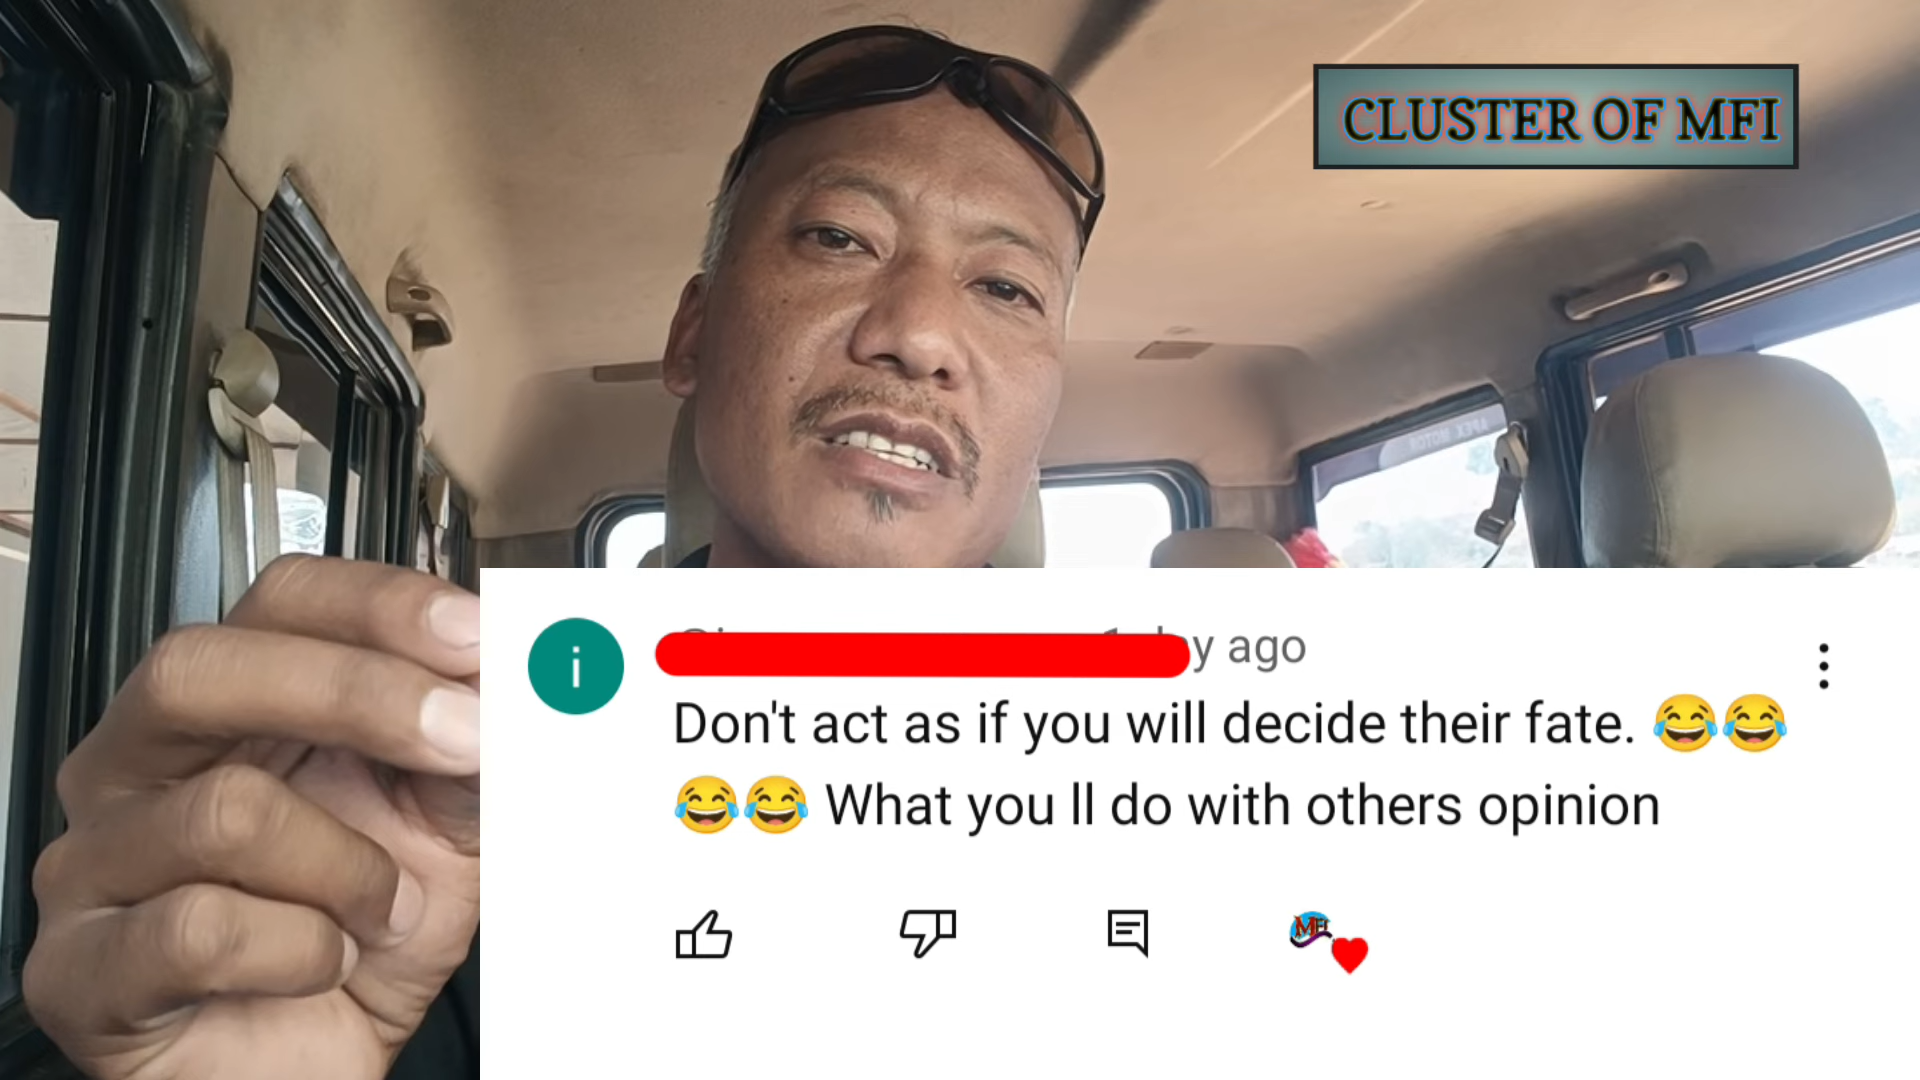 CLUSTER OF MFI
i
y ago
Don't act as if you will decide their fate. 😂😂
😂😂 What you ll do with others opinion
MFI